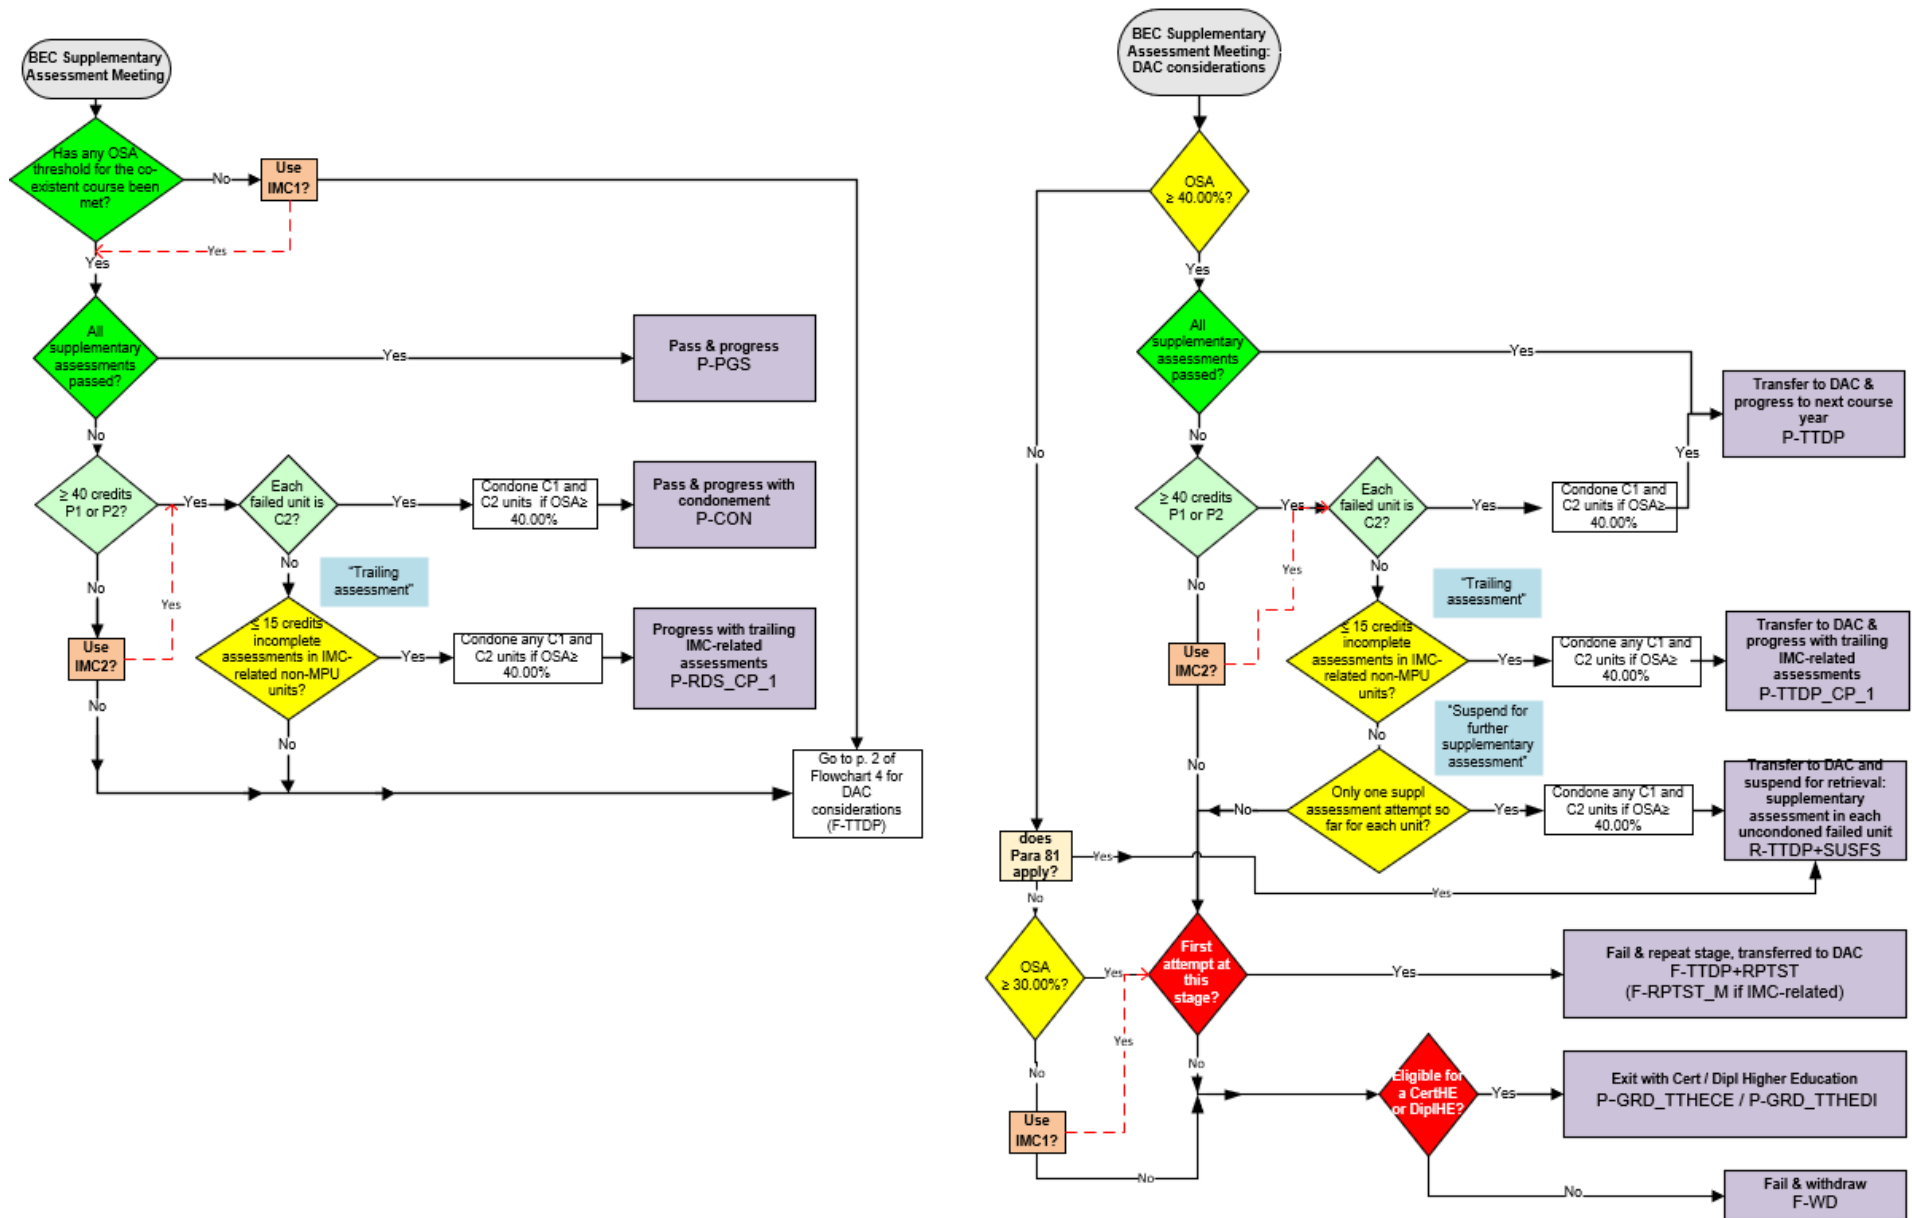 BEC Supplementary
Assessment Meeting
Has any OSA
threshold for the co-
existent course been
met?
No
Use
IMC1?
Yes
Yes
All
supplementary
assessments
passed?
Yes
Pass & progress
P-PGS
No
≥ 40 credits
P1 or P2?
Yes
Each
failed unit is
C2?
Yes
Condone C1 and
C2 units if OSA≥
40.00%
Pass & progress with
condonement
P-CON
No
"Trailing
assessment"
No
Yes
Use
IMC2?
≤ 15 credits
incomplete
assessments in IMC-
related non-MPU
units?
Yes
Condone any C1 and
C2 units if OSA≥
40.00%
Progress with trailing
IMC-related
assessments
P-RDS_CP_1
No
No
Go to p. 2 of
Flowchart 4 for
DAC
considerations
(F-TTDP)
BEC Supplementary
Assessment Meeting:
DAC considerations
OSA
≥ 40.00%?
Yes
No
All
supplementary
assessments
passed?
Yes
Transfer to DAC &
progress to next course
year
P-TTDP
No
≥ 40 credits
P1 or P2
Yes
Each
failed unit is
C2?
Yes
Condone C1 and
C2 units if OSA≥
40.00%
Yes
No
"Trailing
assessment"
No
Yes
Use
IMC2?
≤ 15 credits
incomplete
assessments in IMC-
related non-MPU
units?
Yes
Condone any C1 and
C2 units if OSA≥
40.00%
Transfer to DAC &
progress with trailing
IMC-related
assessments
P-TTDP_CP_1
No
"Suspend for
further
supplementary
assessment"
No
Only one suppl
assessment attempt so
far for each unit?
No
Yes
Condone any C1 and
C2 units if OSA≥
40.00%
Transfer to DAC and
suspend for retrieval:
supplementary
assessment in each
uncondoned failed unit
R-TTDP+SUSFS
does
Para 81
apply?
Yes
Yes
No
OSA
≥ 30.00%?
Yes
First
attempt at
this
stage?
Yes
Fail & repeat stage, transferred to DAC
F-TTDP+RPTST
(F-RPTST_M if IMC-related)
Yes
No
No
Use
IMC1?
No
Eligible for
a CertHE
or DiplHE?
Yes
Exit with Cert / Dipl Higher Education
P-GRD_TTHECE / P-GRD_TTHEDI
No
Fail & withdraw
F-WD